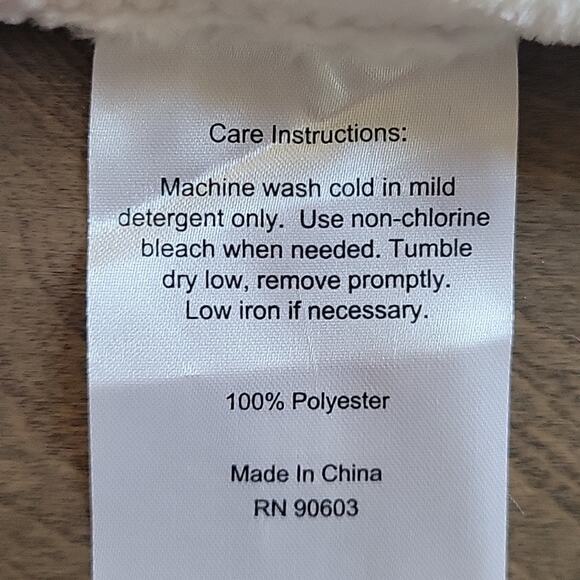 Care Instructions:
Machine wash cold in mild
detergent only.  Use non-chlorine
bleach when needed. Tumble
dry low, remove promptly.
Low iron if necessary.
100% Polyester
Made In China
RN 90603